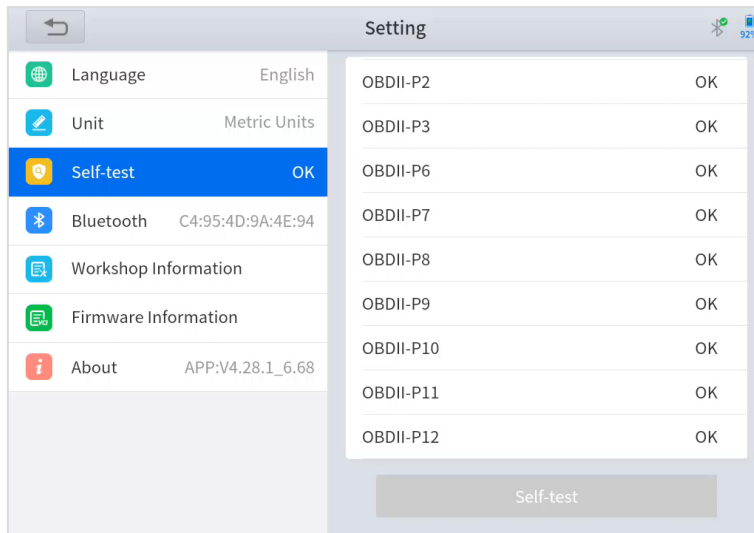 Setting
92%
Language English
Unit Metric Units
Self-test OK
Bluetooth C4:95:4D:9A:4E:94
Workshop Information
Firmware Information
About APP:V4.28.1_6.68
OBDII-P2 OK
OBDII-P3 OK
OBDII-P6 OK
OBDII-P7 OK
OBDII-P8 OK
OBDII-P9 OK
OBDII-P10 OK
OBDII-P11 OK
OBDII-P12 OK
Self-test